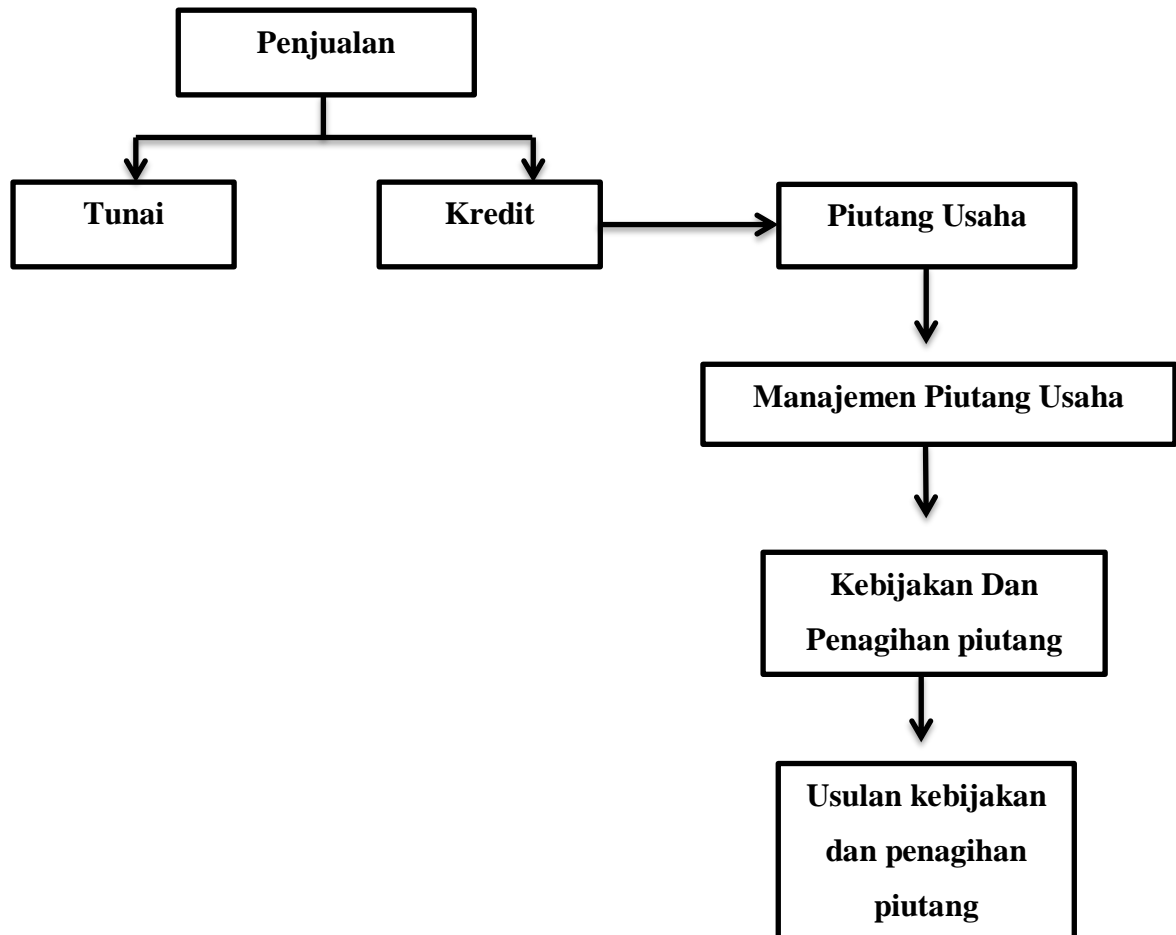 Penjualan
Tunai
Kredit
Piutang Usaha
Manajemen Piutang Usaha
Kebijakan Dan
Penagihan piutang
Usulan kebijakan
dan penagihan
piutang